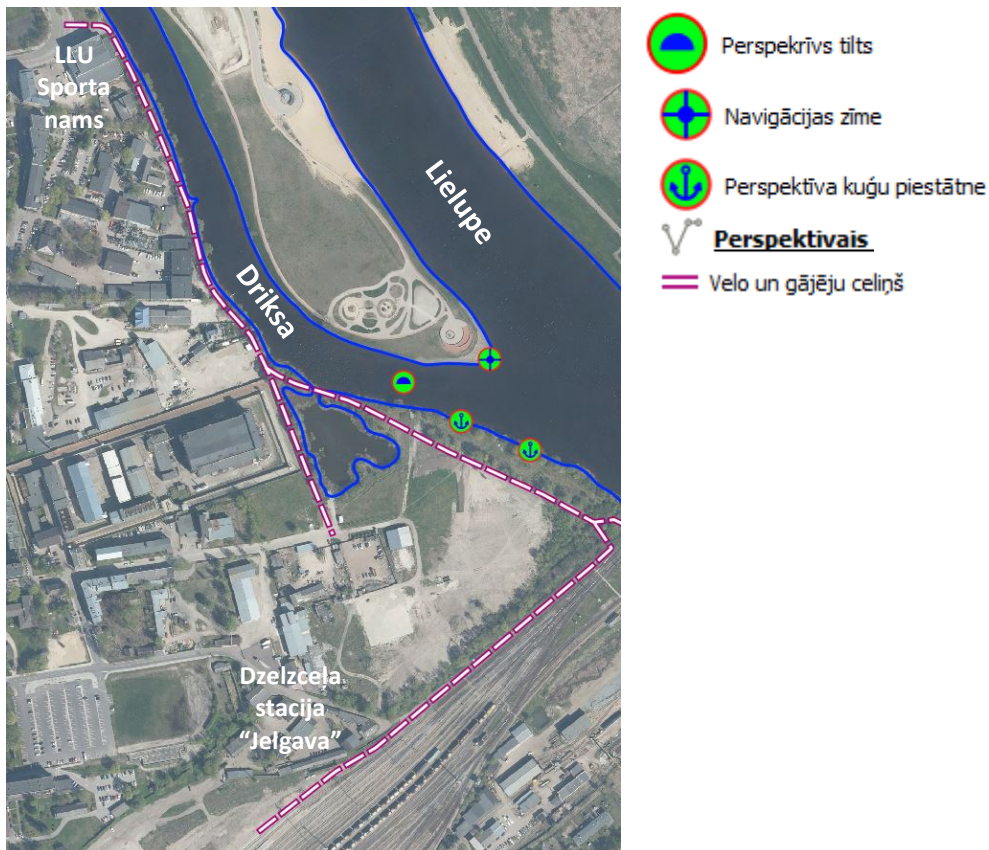 LLU
Sporta
nams
Lielupe
Driksa
Dzelzceļa
stacija
“Jelgava”
Perspekrīvs tilts
Navigācijas zīme
Perspektīva kuģu piestātne
Perspektivais
Velo un gājēju celiņš